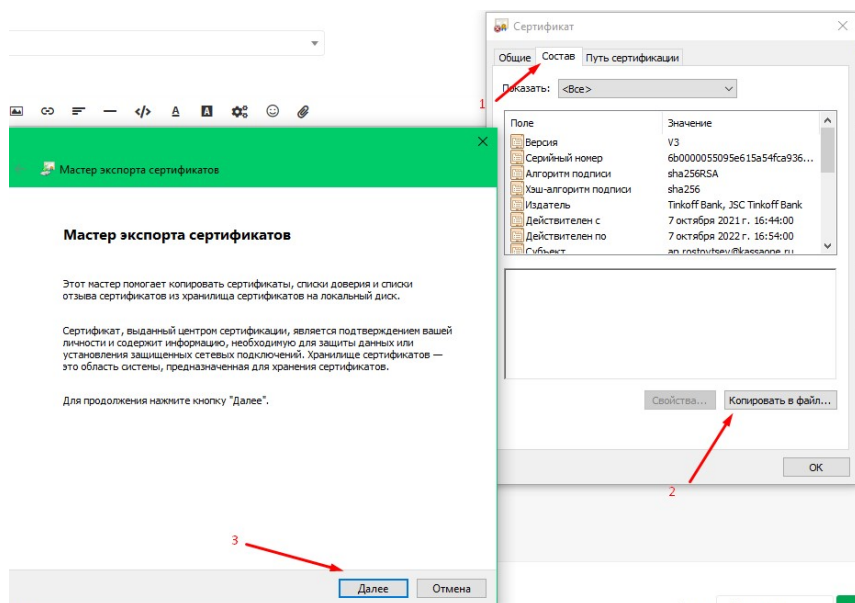 Сертификат
Общие Состав Путь сертификации
Показать: <Все>
1
Поле Значение
Версия V3
Серийный номер 6b0000055095e615a54fca936...
Алгоритм подписи sha256RSA
Хэш-алгоритм подписи sha256
Издатель Tinkoff Bank, JSC Tinkoff Bank
Действителен с 7 октября 2021 г. 16:44:00
Действителен по 7 октября 2022 г. 16:54:00
Субъект an.rostovtsev@kassaone.ru
Свойства... Копировать в файл...
OK
2
Мастер экспорта сертификатов
Мастер экспорта сертификатов
Этот мастер помогает копировать сертификаты, списки доверия и списки
отзыва сертификатов из хранилища сертификатов на локальный диск.
Сертификат, выданный центром сертификации, является подтверждением вашей
личности и содержит информацию, необходимую для защиты данных или
установления защищенных сетевых подключений. Хранилище сертификатов —
это область системы, предназначенная для хранения сертификатов.
Для продолжения нажмите кнопку "Далее".
3
Далее Отмена